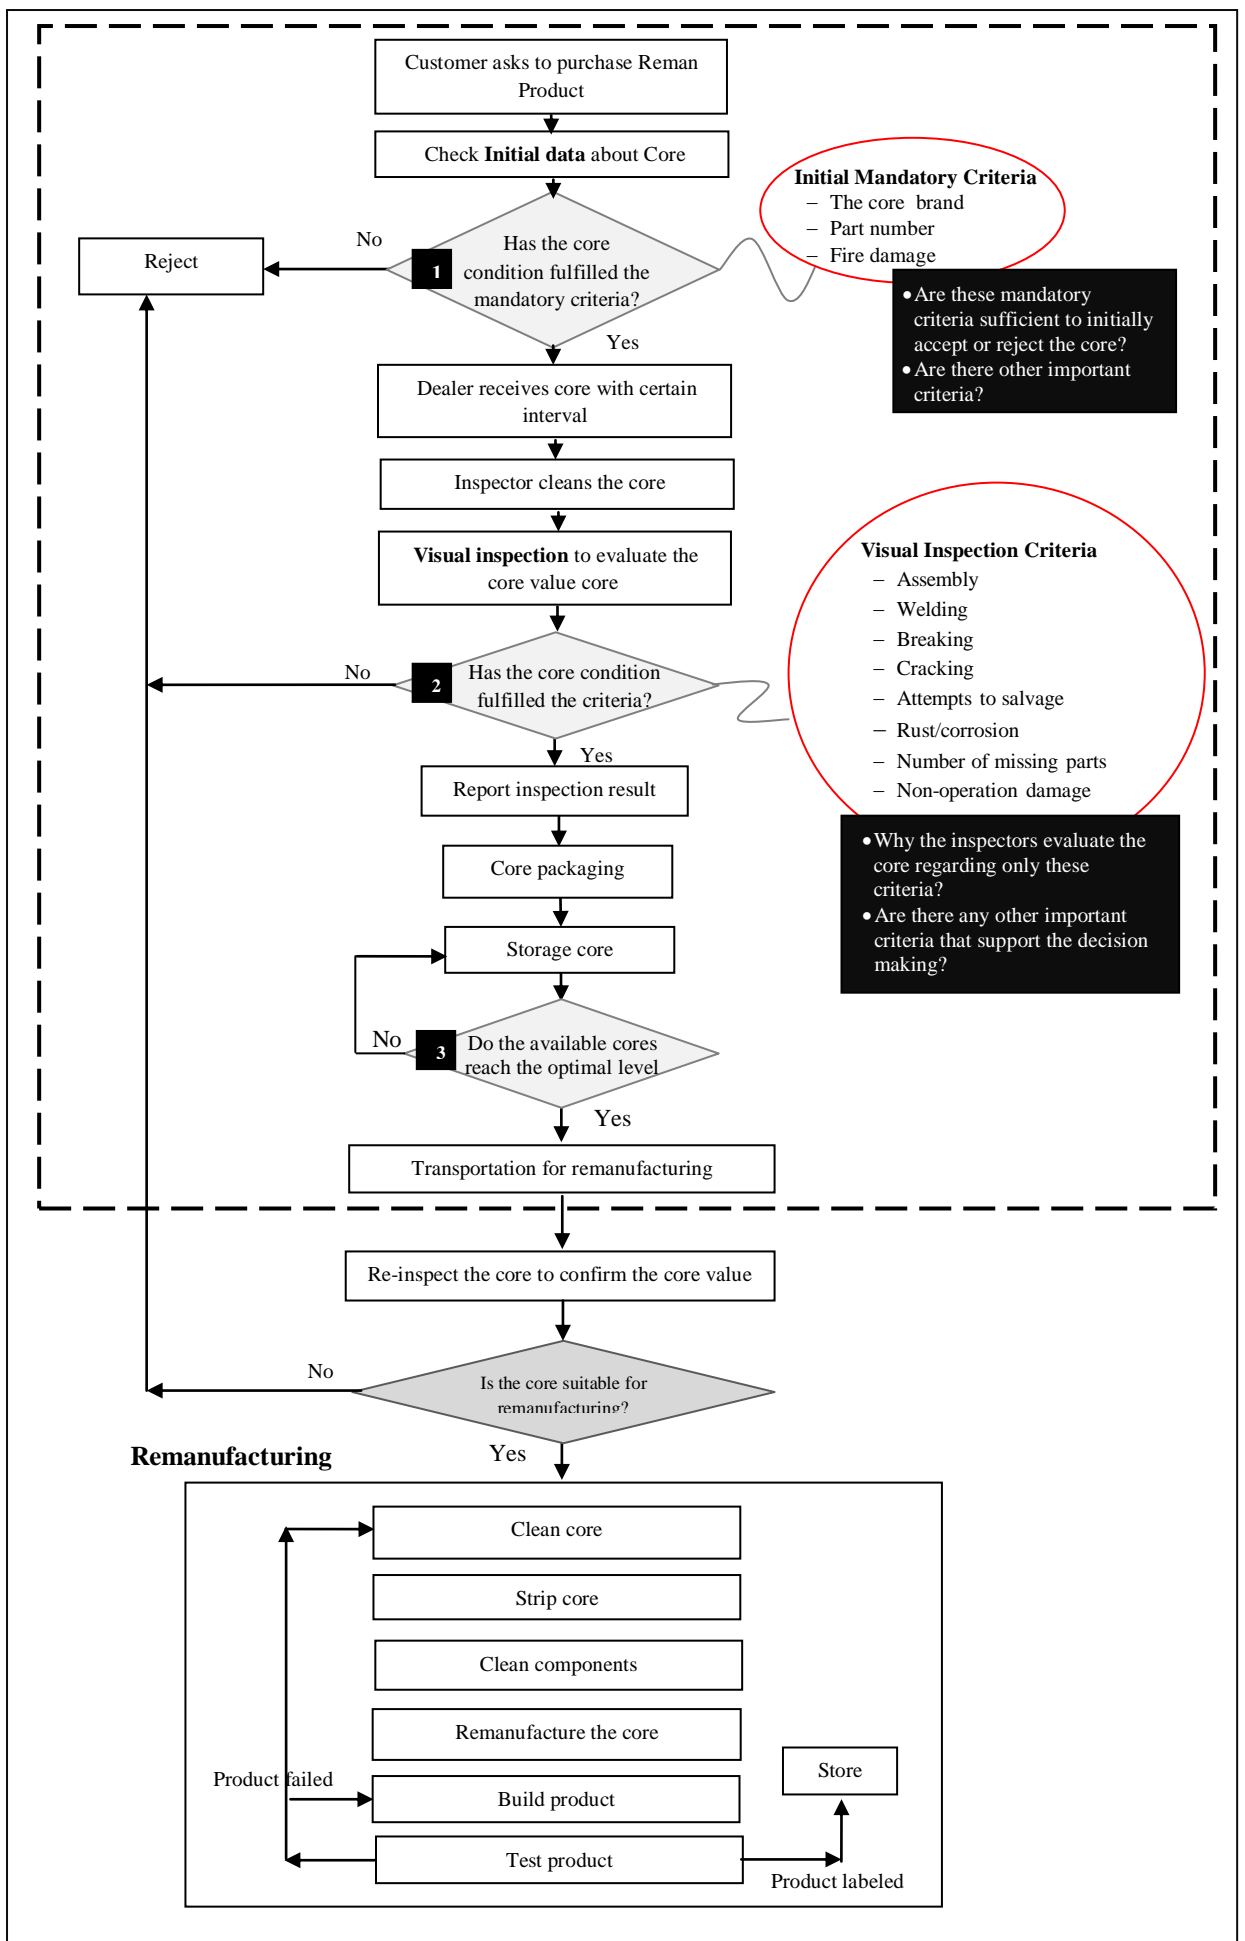 Customer asks to purchase Reman
Product
Check Initial data about Core
Initial Mandatory Criteria
– The core brand
– Part number
– Fire damage
No
Reject
1
Has the core
condition fulfilled the
mandatory criteria?
• Are these mandatory
criteria sufficient to initially
accept or reject the core?
• Are there other important
criteria?
Yes
Dealer receives core with certain
interval
Inspector cleans the core
Visual inspection to evaluate the
core value core
Visual Inspection Criteria
– Assembly
– Welding
– Breaking
– Cracking
– Attempts to salvage
– Rust/corrosion
– Number of missing parts
– Non-operation damage
No
2
Has the core condition
fulfilled the criteria?
Yes
Report inspection result
• Why the inspectors evaluate the
core regarding only these
criteria?
• Are there any other important
criteria that support the decision
making?
Core packaging
Storage core
No
3
Do the available cores
reach the optimal level
Yes
Transportation for remanufacturing
Re-inspect the core to confirm the core value
No
Is the core suitable for
remanufacturing?
Yes
Remanufacturing
Clean core
Strip core
Clean components
Remanufacture the core
Product failed
Build product
Store
Test product
Product labeled